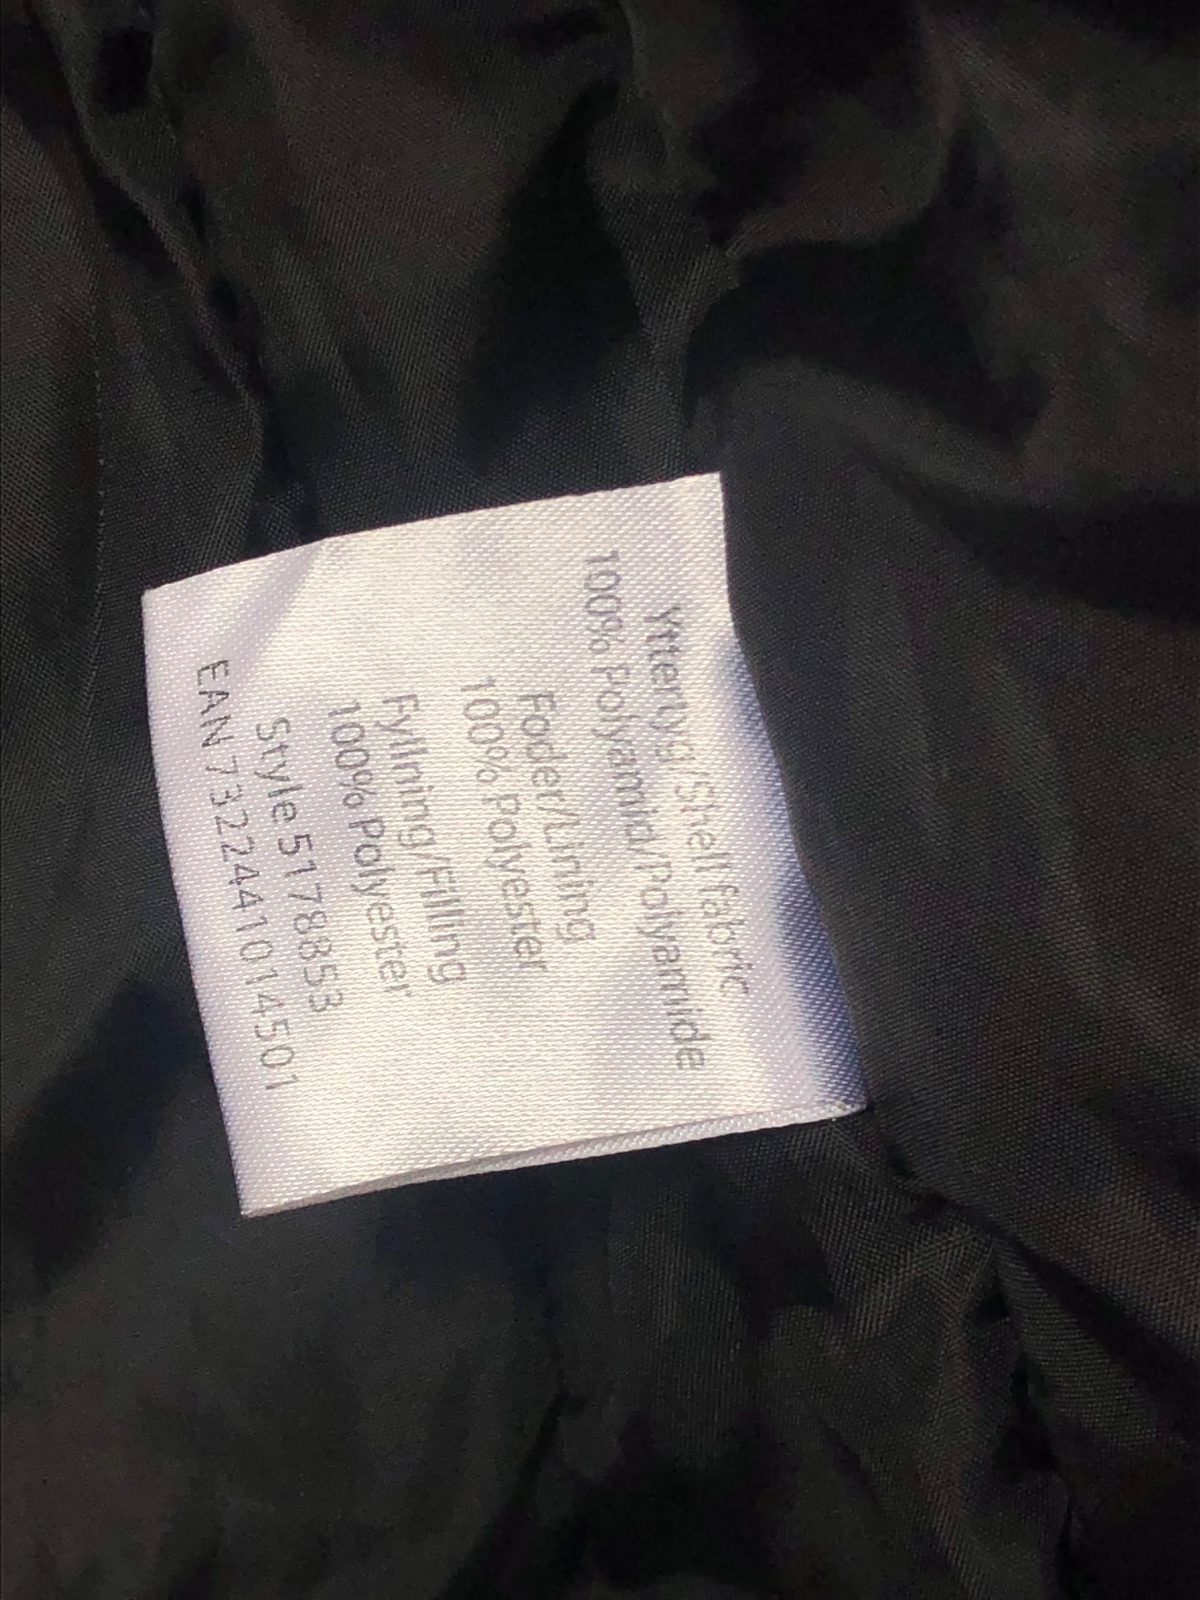 Yttertyg/Shell fabric
100% Polyamid/Polyamide
Foder/Lining
100% Polyester
Fyllning/Filling
100% Polyester
Style 5178853
EAN 7322441014501